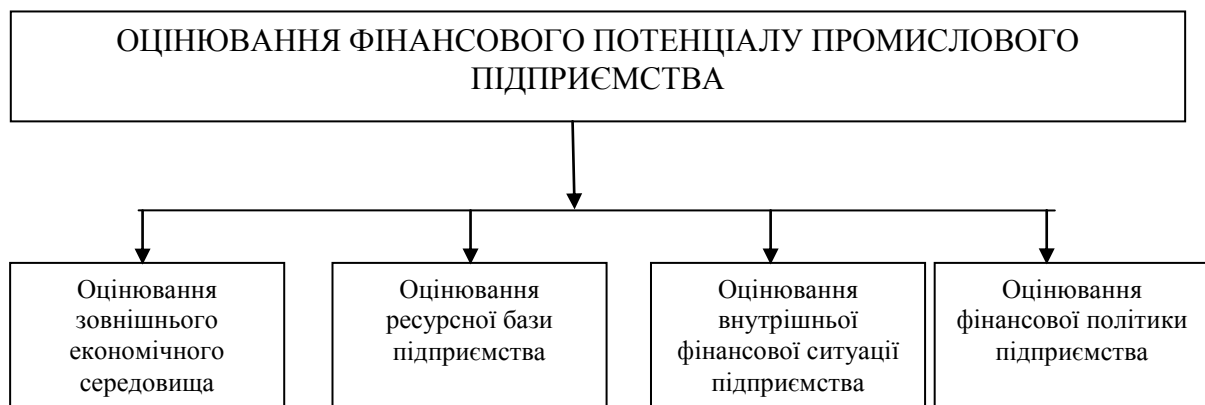 ОЦІНЮВАННЯ ФІНАНСОВОГО ПОТЕНЦІАЛУ ПРОМИСЛОВОГО
ПІДПРИЄМСТВА
Оцінювання
зовнішнього
економічного
середовища
Оцінювання
ресурсної бази
підприємства
Оцінювання
внутрішньої
фінансової ситуації
підприємства
Оцінювання
фінансової політики
підприємства